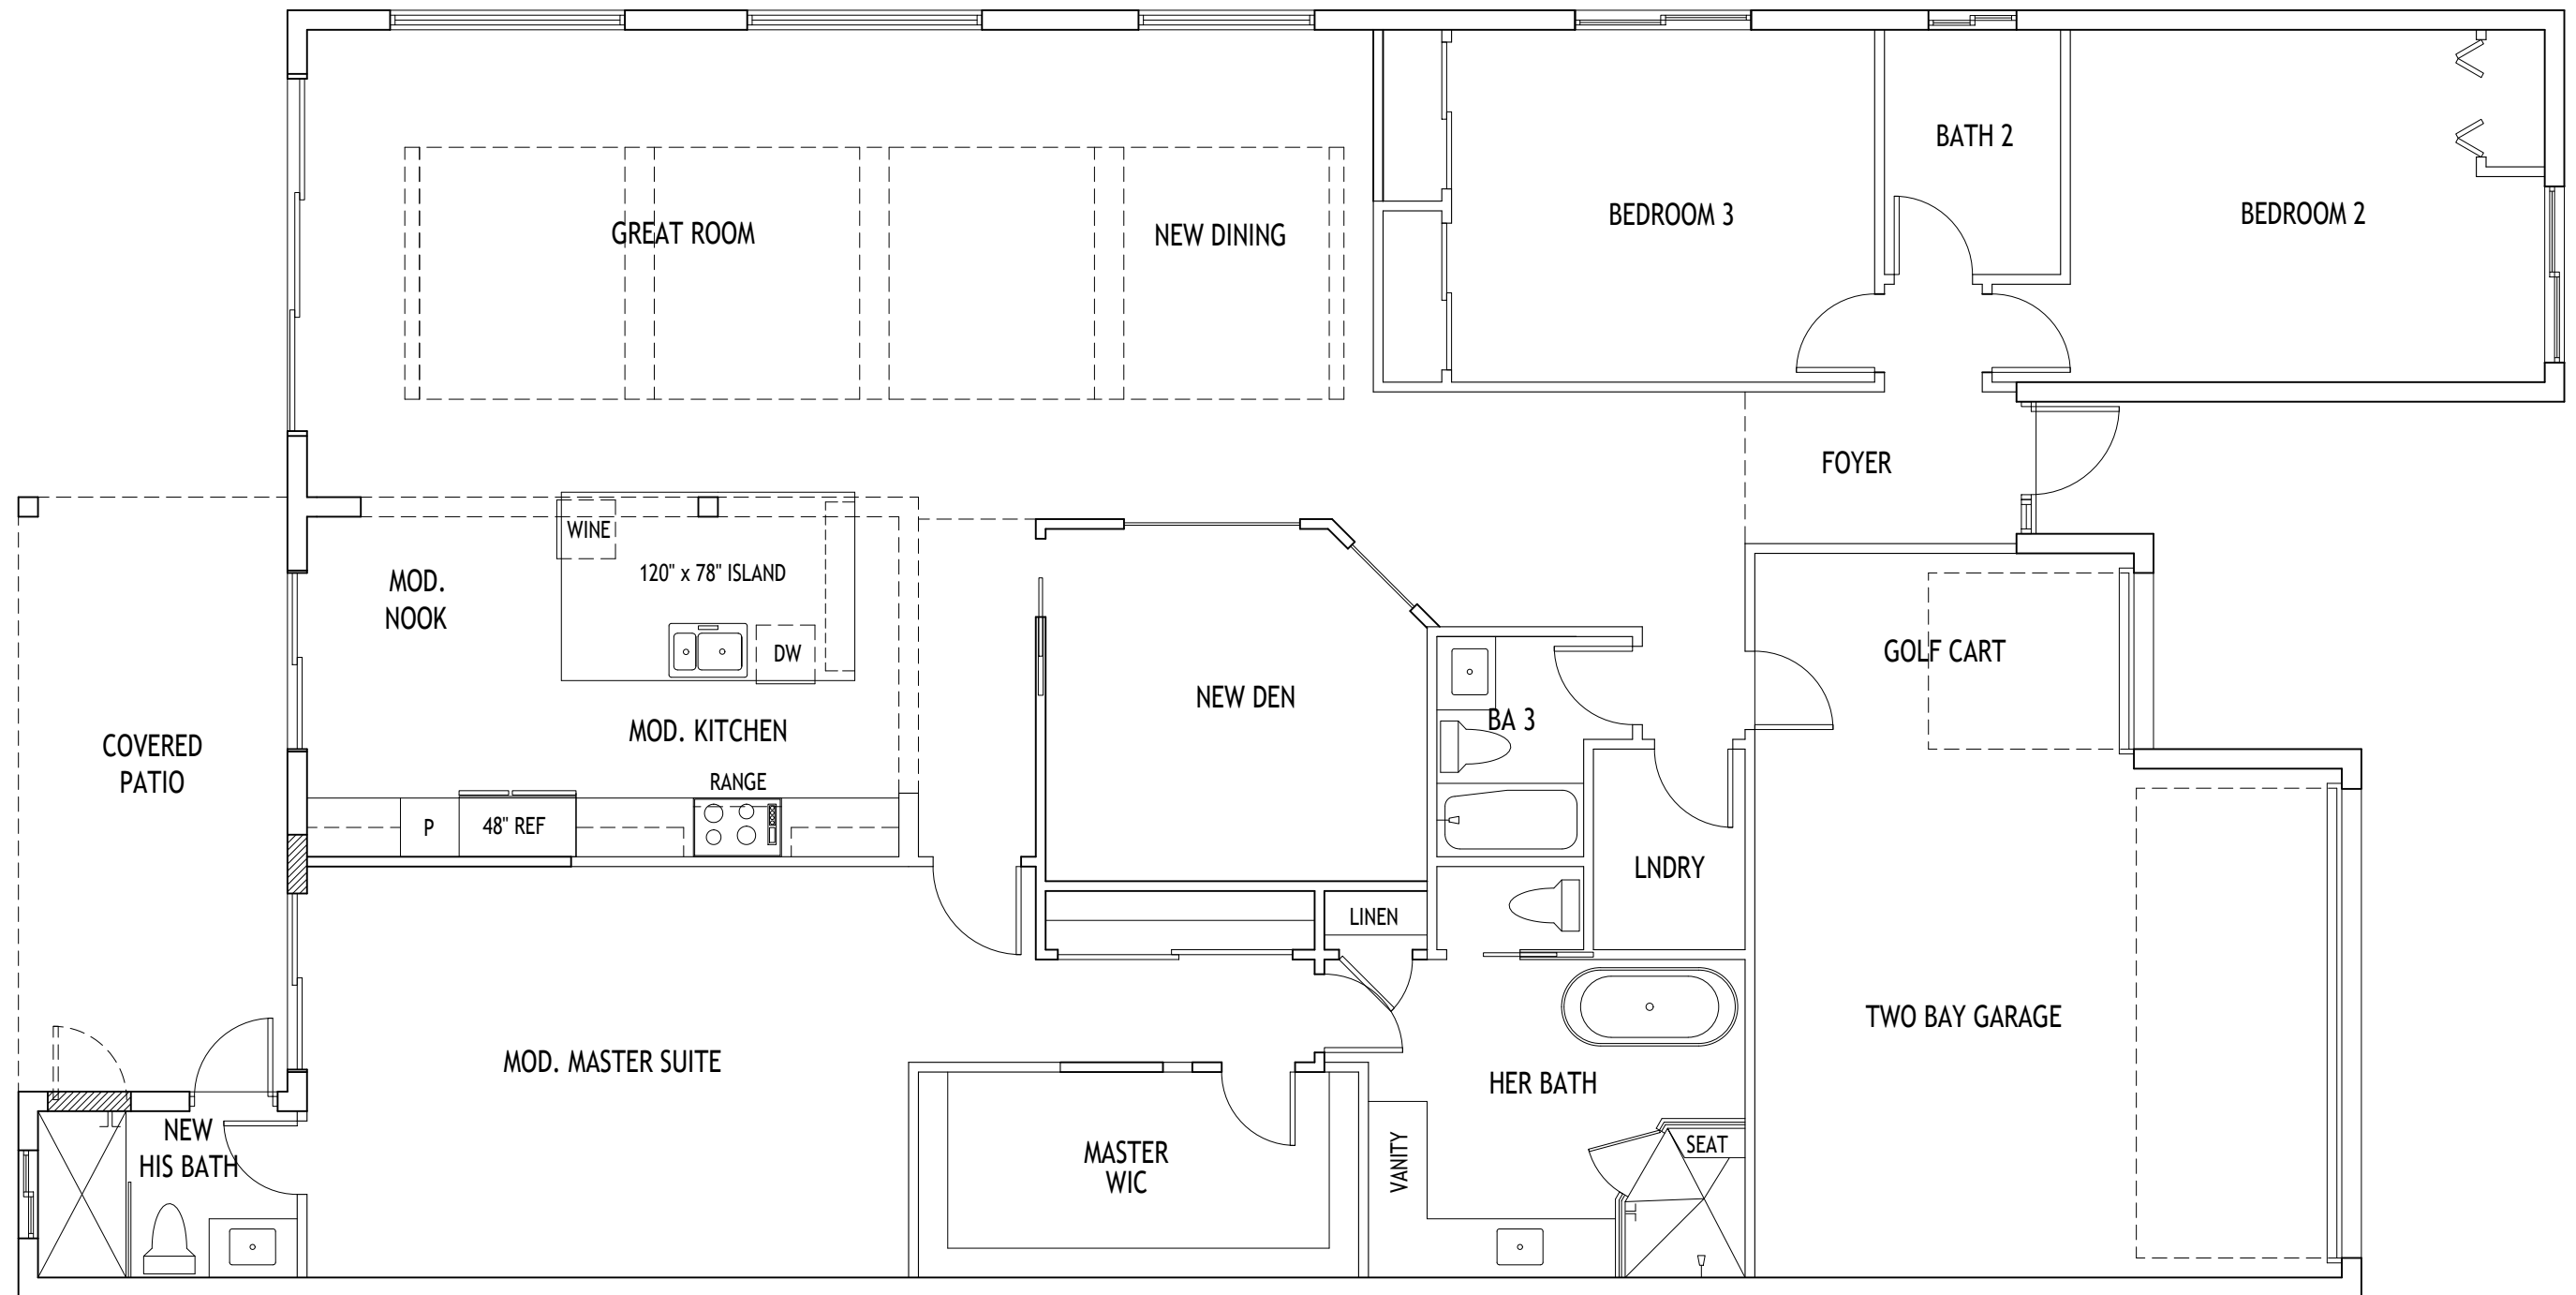 BATH 2
BEDROOM 3
BEDROOM 2
GREAT ROOM
NEW DINING
FOYER
WINE
120" x 78" ISLAND
MOD.
NOOK
DW
GOLF CART
NEW DEN
BA 3
MOD. KITCHEN
COVERED
PATIO
RANGE
P
48" REF
LNDRY
LINEN
TWO BAY GARAGE
MOD. MASTER SUITE
HER BATH
NEW
HIS BATH
MASTER
WIC
VANITY
SEAT